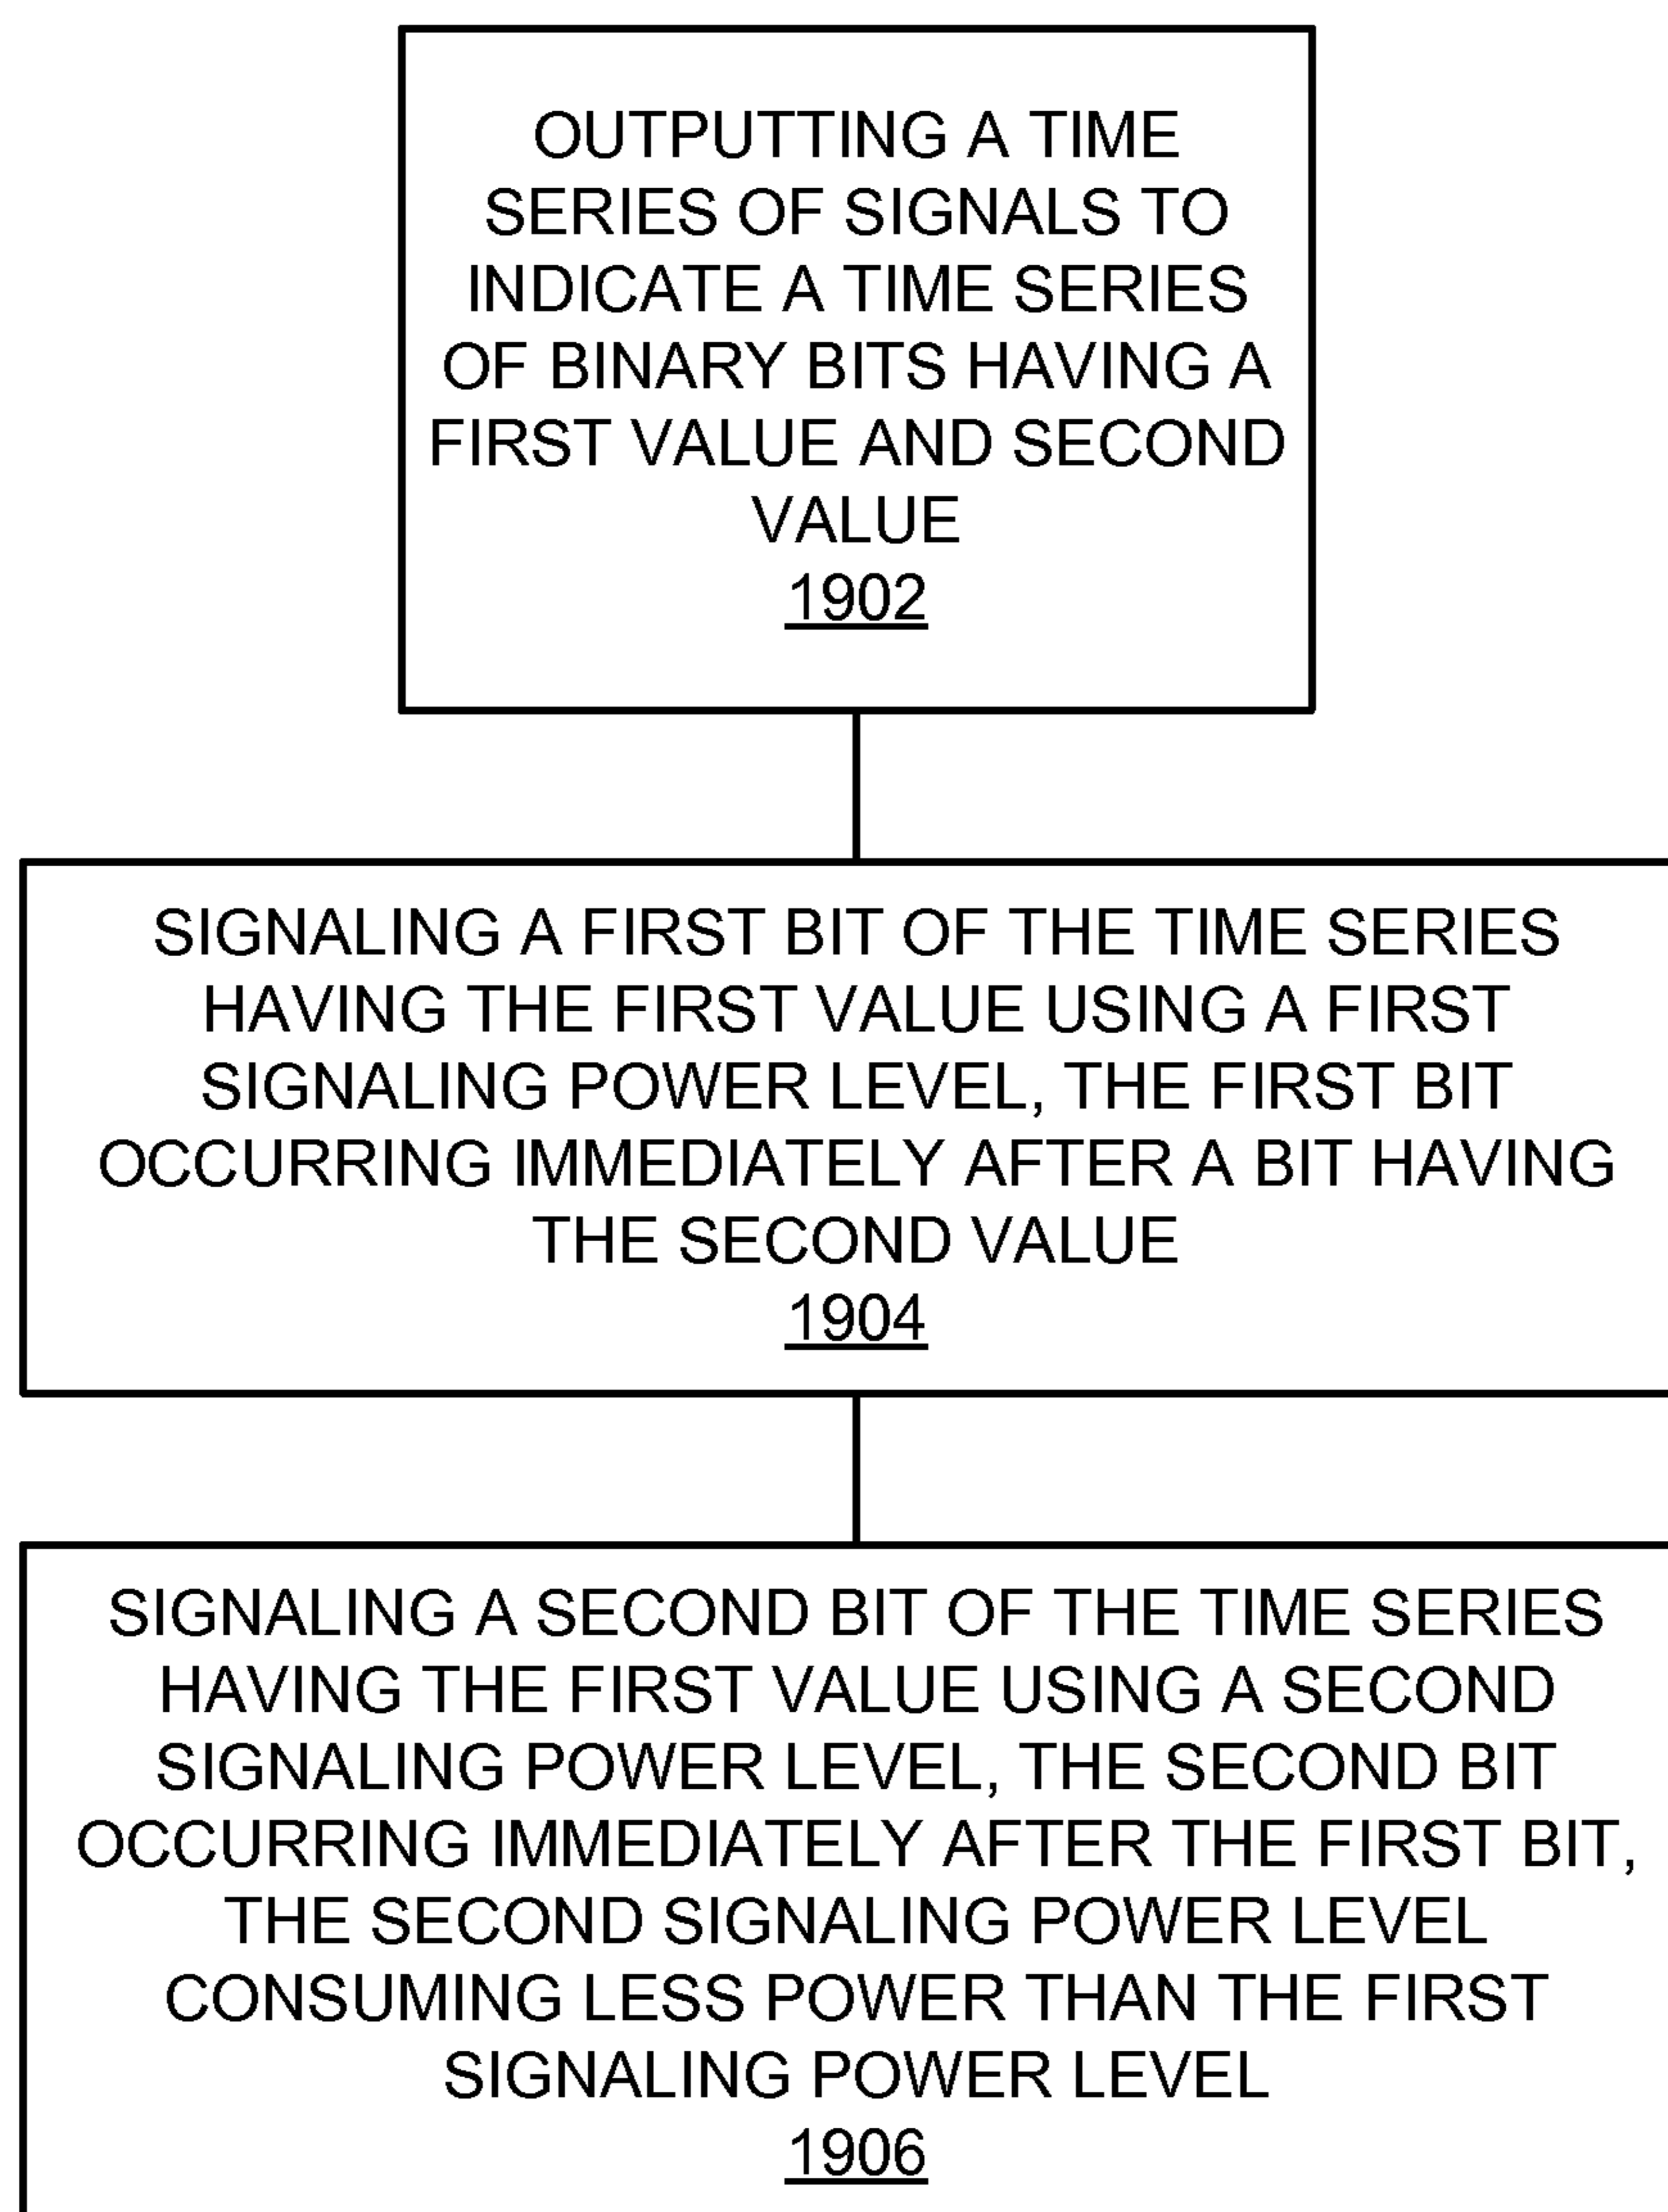 OUTPUTTING A TIME
SERIES OF SIGNALS TO
INDICATE A TIME SERIES
OF BINARY BITS HAVING A
FIRST VALUE AND SECOND
VALUE
1902
SIGNALING A FIRST BIT OF THE TIME SERIES
HAVING THE FIRST VALUE USING A FIRST
SIGNALING POWER LEVEL, THE FIRST BIT
OCCURRING IMMEDIATELY AFTER A BIT HAVING
THE SECOND VALUE
1904
SIGNALING A SECOND BIT OF THE TIME SERIES
HAVING THE FIRST VALUE USING A SECOND
SIGNALING POWER LEVEL, THE SECOND BIT
OCCURRING IMMEDIATELY AFTER THE FIRST BIT,
THE SECOND SIGNALING POWER LEVEL
CONSUMING LESS POWER THAN THE FIRST
SIGNALING POWER LEVEL
1906